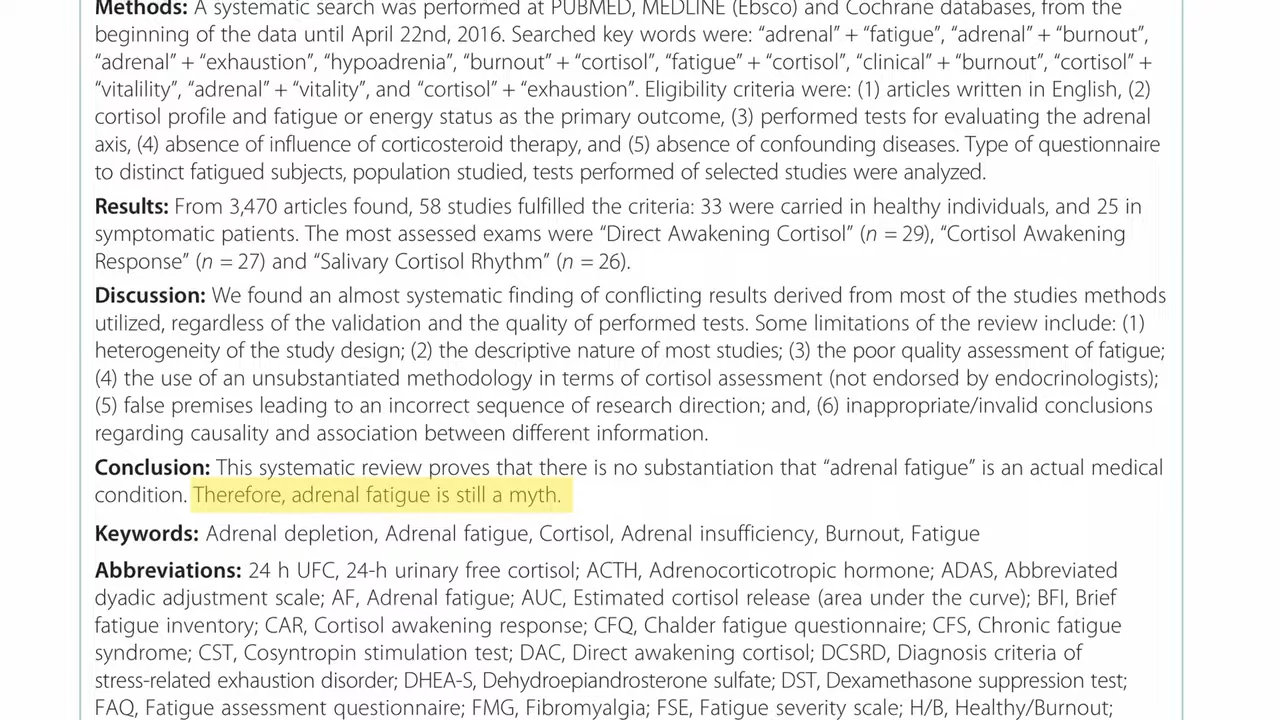 Methods: A systematic search was performed at PUBMED, MEDLINE (Ebsco) and Cochrane databases, from the
beginning of the data until April 22nd, 2016. Searched key words were: “adrenal” + “fatigue”, “adrenal” + “burnout”,
“adrenal” + “exhaustion”, “hypoadrenia”, “burnout” + “cortisol”, “fatigue” + “cortisol”, “clinical” + “burnout”, “cortisol” +
“vitalility”, “adrenal” + “vitality”, and “cortisol” + “exhaustion”. Eligibility criteria were: (1) articles written in English, (2)
cortisol profile and fatigue or energy status as the primary outcome, (3) performed tests for evaluating the adrenal
axis, (4) absence of influence of corticosteroid therapy, and (5) absence of confounding diseases. Type of questionnaire
to distinct fatigued subjects, population studied, tests performed of selected studies were analyzed.
Results: From 3,470 articles found, 58 studies fulfilled the criteria: 33 were carried in healthy individuals, and 25 in
symptomatic patients. The most assessed exams were “Direct Awakening Cortisol” (n = 29), “Cortisol Awakening
Response” (n = 27) and “Salivary Cortisol Rhythm” (n = 26).
Discussion: We found an almost systematic finding of conflicting results derived from most of the studies methods
utilized, regardless of the validation and the quality of performed tests. Some limitations of the review include: (1)
heterogeneity of the study design; (2) the descriptive nature of most studies; (3) the poor quality assessment of fatigue;
(4) the use of an unsubstantiated methodology in terms of cortisol assessment (not endorsed by endocrinologists);
(5) false premises leading to an incorrect sequence of research direction; and, (6) inappropriate/invalid conclusions
regarding causality and association between different information.
Conclusion: This systematic review proves that there is no substantiation that “adrenal fatigue” is an actual medical
condition. Therefore, adrenal fatigue is still a myth.
Keywords: Adrenal depletion, Adrenal fatigue, Cortisol, Adrenal insufficiency, Burnout, Fatigue
Abbreviations: 24 h UFC, 24-h urinary free cortisol; ACTH, Adrenocorticotropic hormone; ADAS, Abbreviated
dyadic adjustment scale; AF, Adrenal fatigue; AUC, Estimated cortisol release (area under the curve); BFI, Brief
fatigue inventory; CAR, Cortisol awakening response; CFQ, Chalder fatigue questionnaire; CFS, Chronic fatigue
syndrome; CST, Cosyntropin stimulation test; DAC, Direct awakening cortisol; DCSRD, Diagnosis criteria of
stress-related exhaustion disorder; DHEA-S, Dehydroepiandrosterone sulfate; DST, Dexamethasone suppression test;
FAQ, Fatigue assessment questionnaire; FMG, Fibromyalgia; FSE, Fatigue severity scale; H/B, Healthy/Burnout;